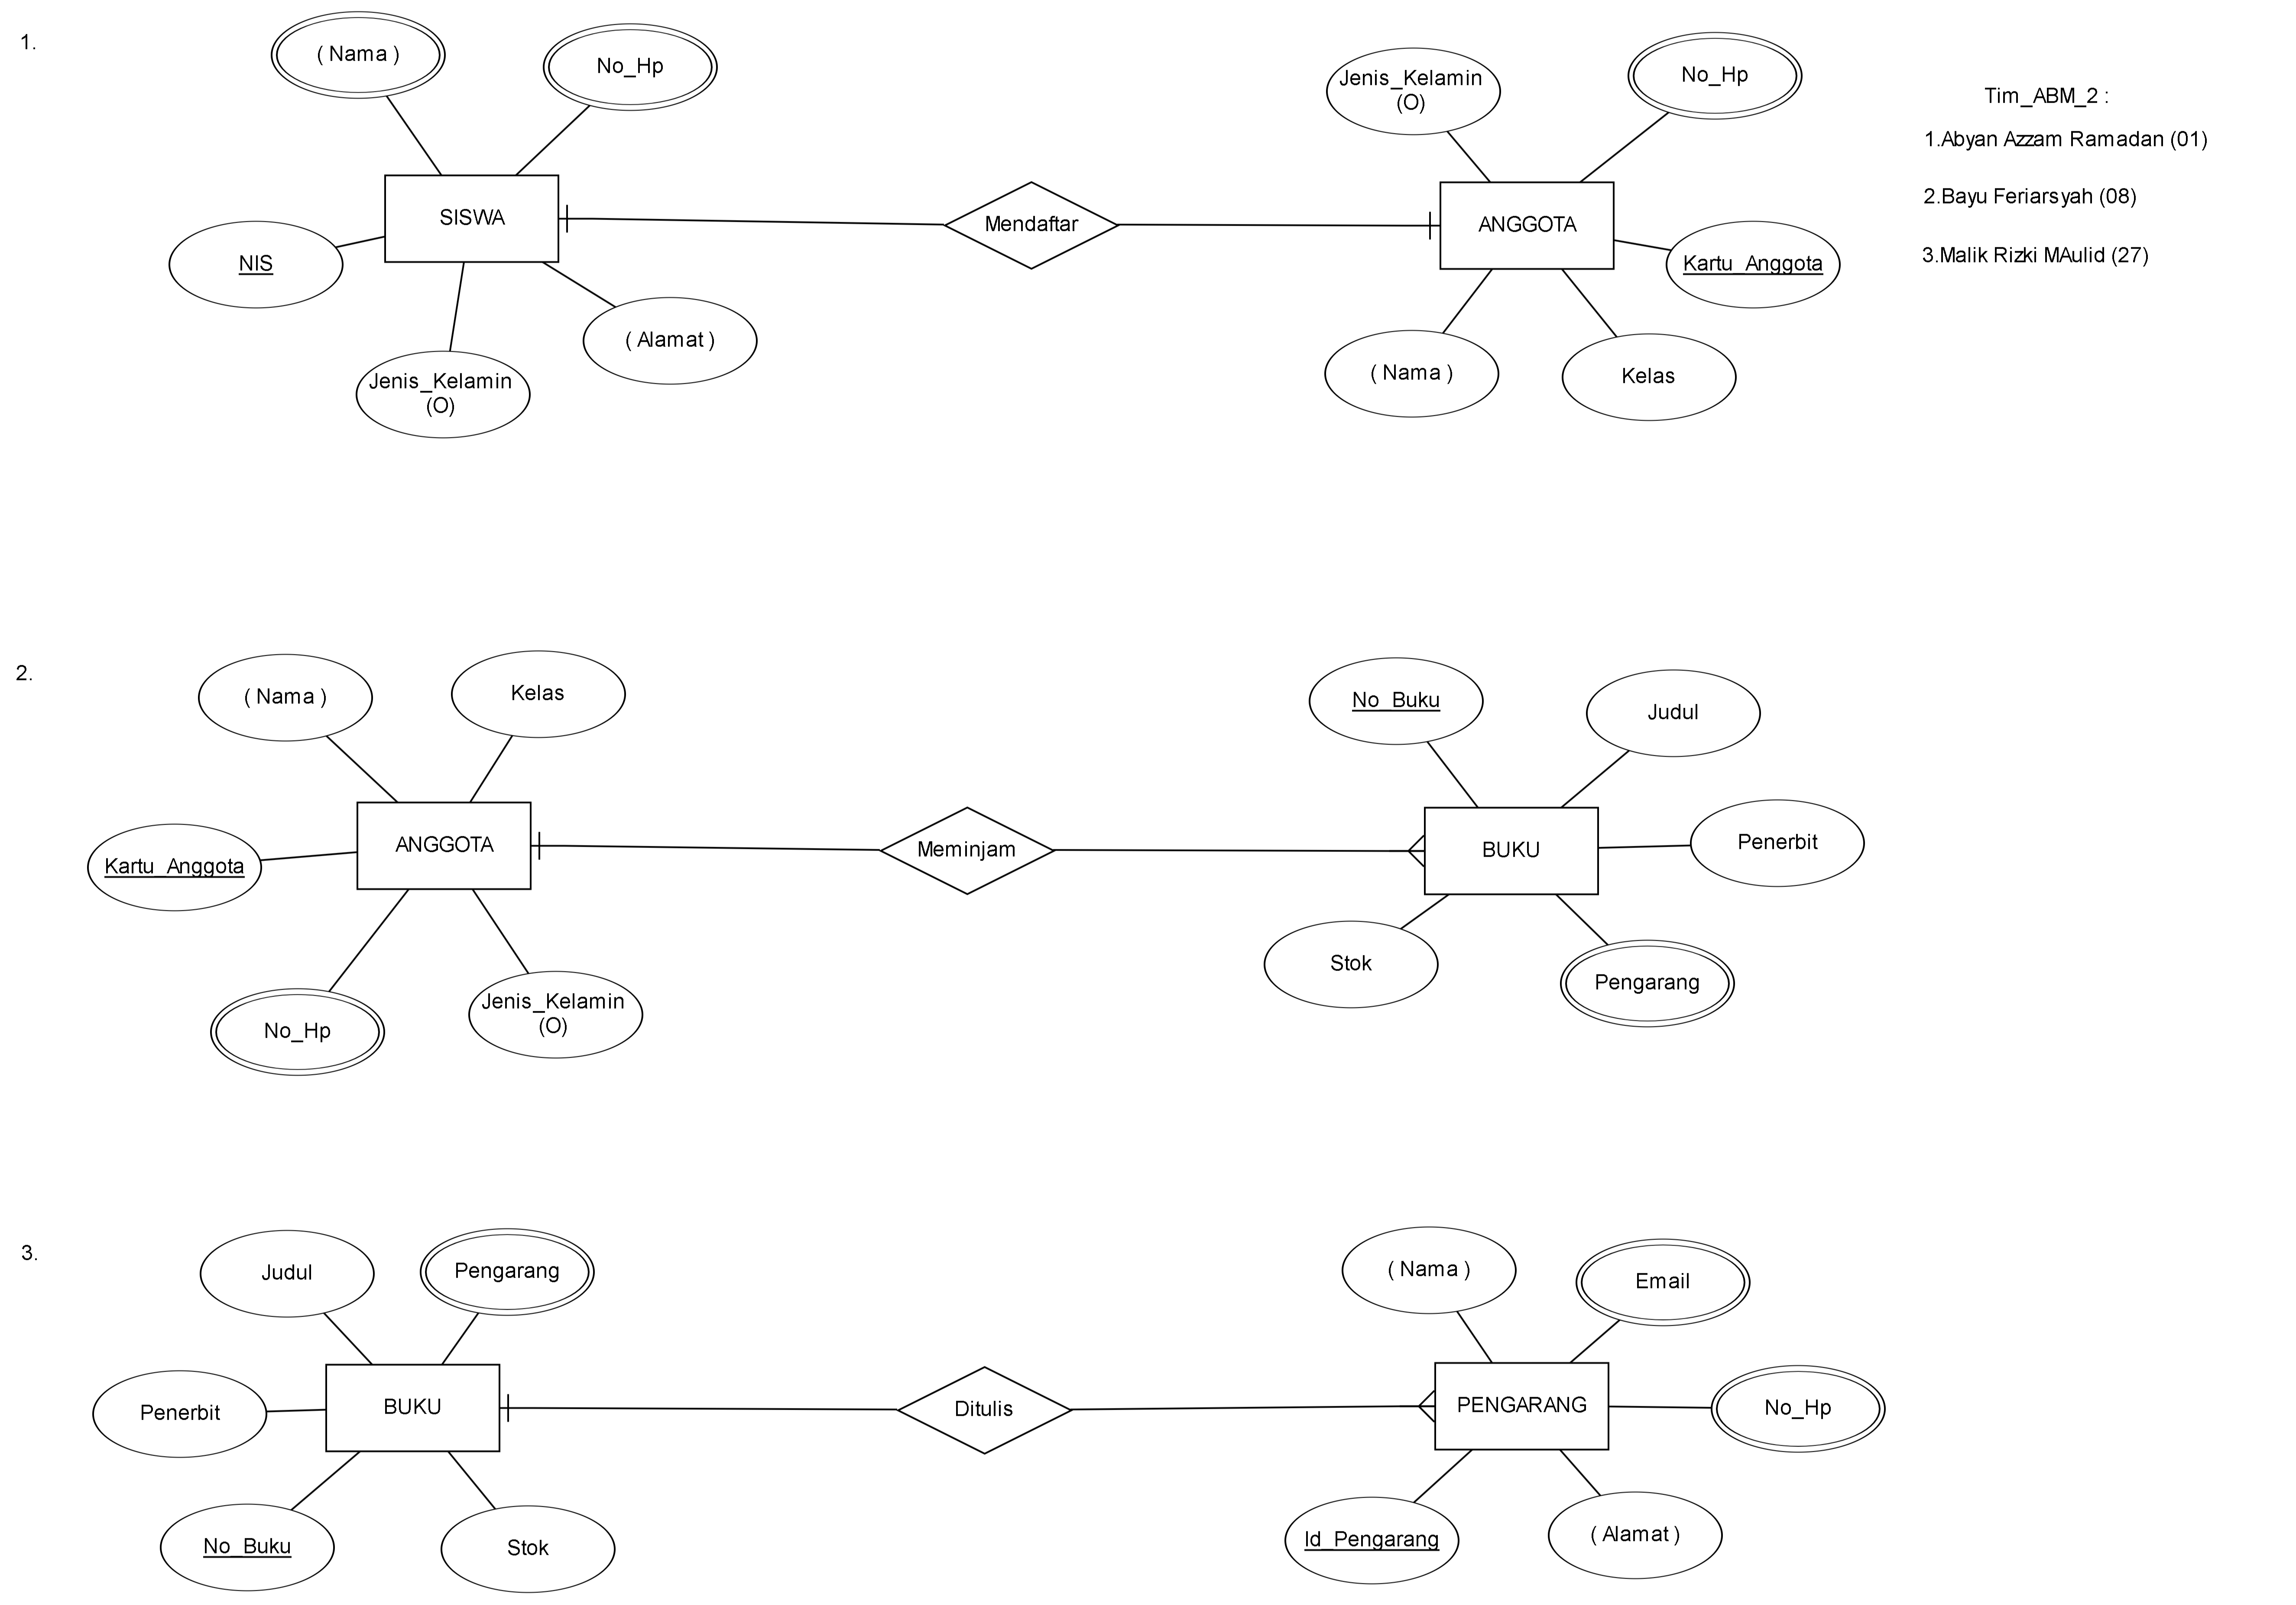 1.
( Nama )
No_Hp
SISWA
NIS
Jenis_Kelamin
(O)
( Alamat )
Mendaftar
Jenis_Kelamin
(O)
No_Hp
ANGGOTA
Kartu_Anggota
( Nama )
Kelas
Tim_ABM_2 :
1.Abyan Azzam Ramadan (01)
2.Bayu Feriarsyah (08)
3.Malik Rizki MAulid (27)
2.
( Nama )
Kelas
ANGGOTA
Kartu_Anggota
No_Hp
Jenis_Kelamin
(O)
Meminjam
No_Buku
Judul
BUKU
Penerbit
Stok
Pengarang
3.
Judul
Pengarang
BUKU
Penerbit
No_Buku
Stok
Ditulis
( Nama )
Email
PENGARANG
No_Hp
Id_Pengarang
( Alamat )